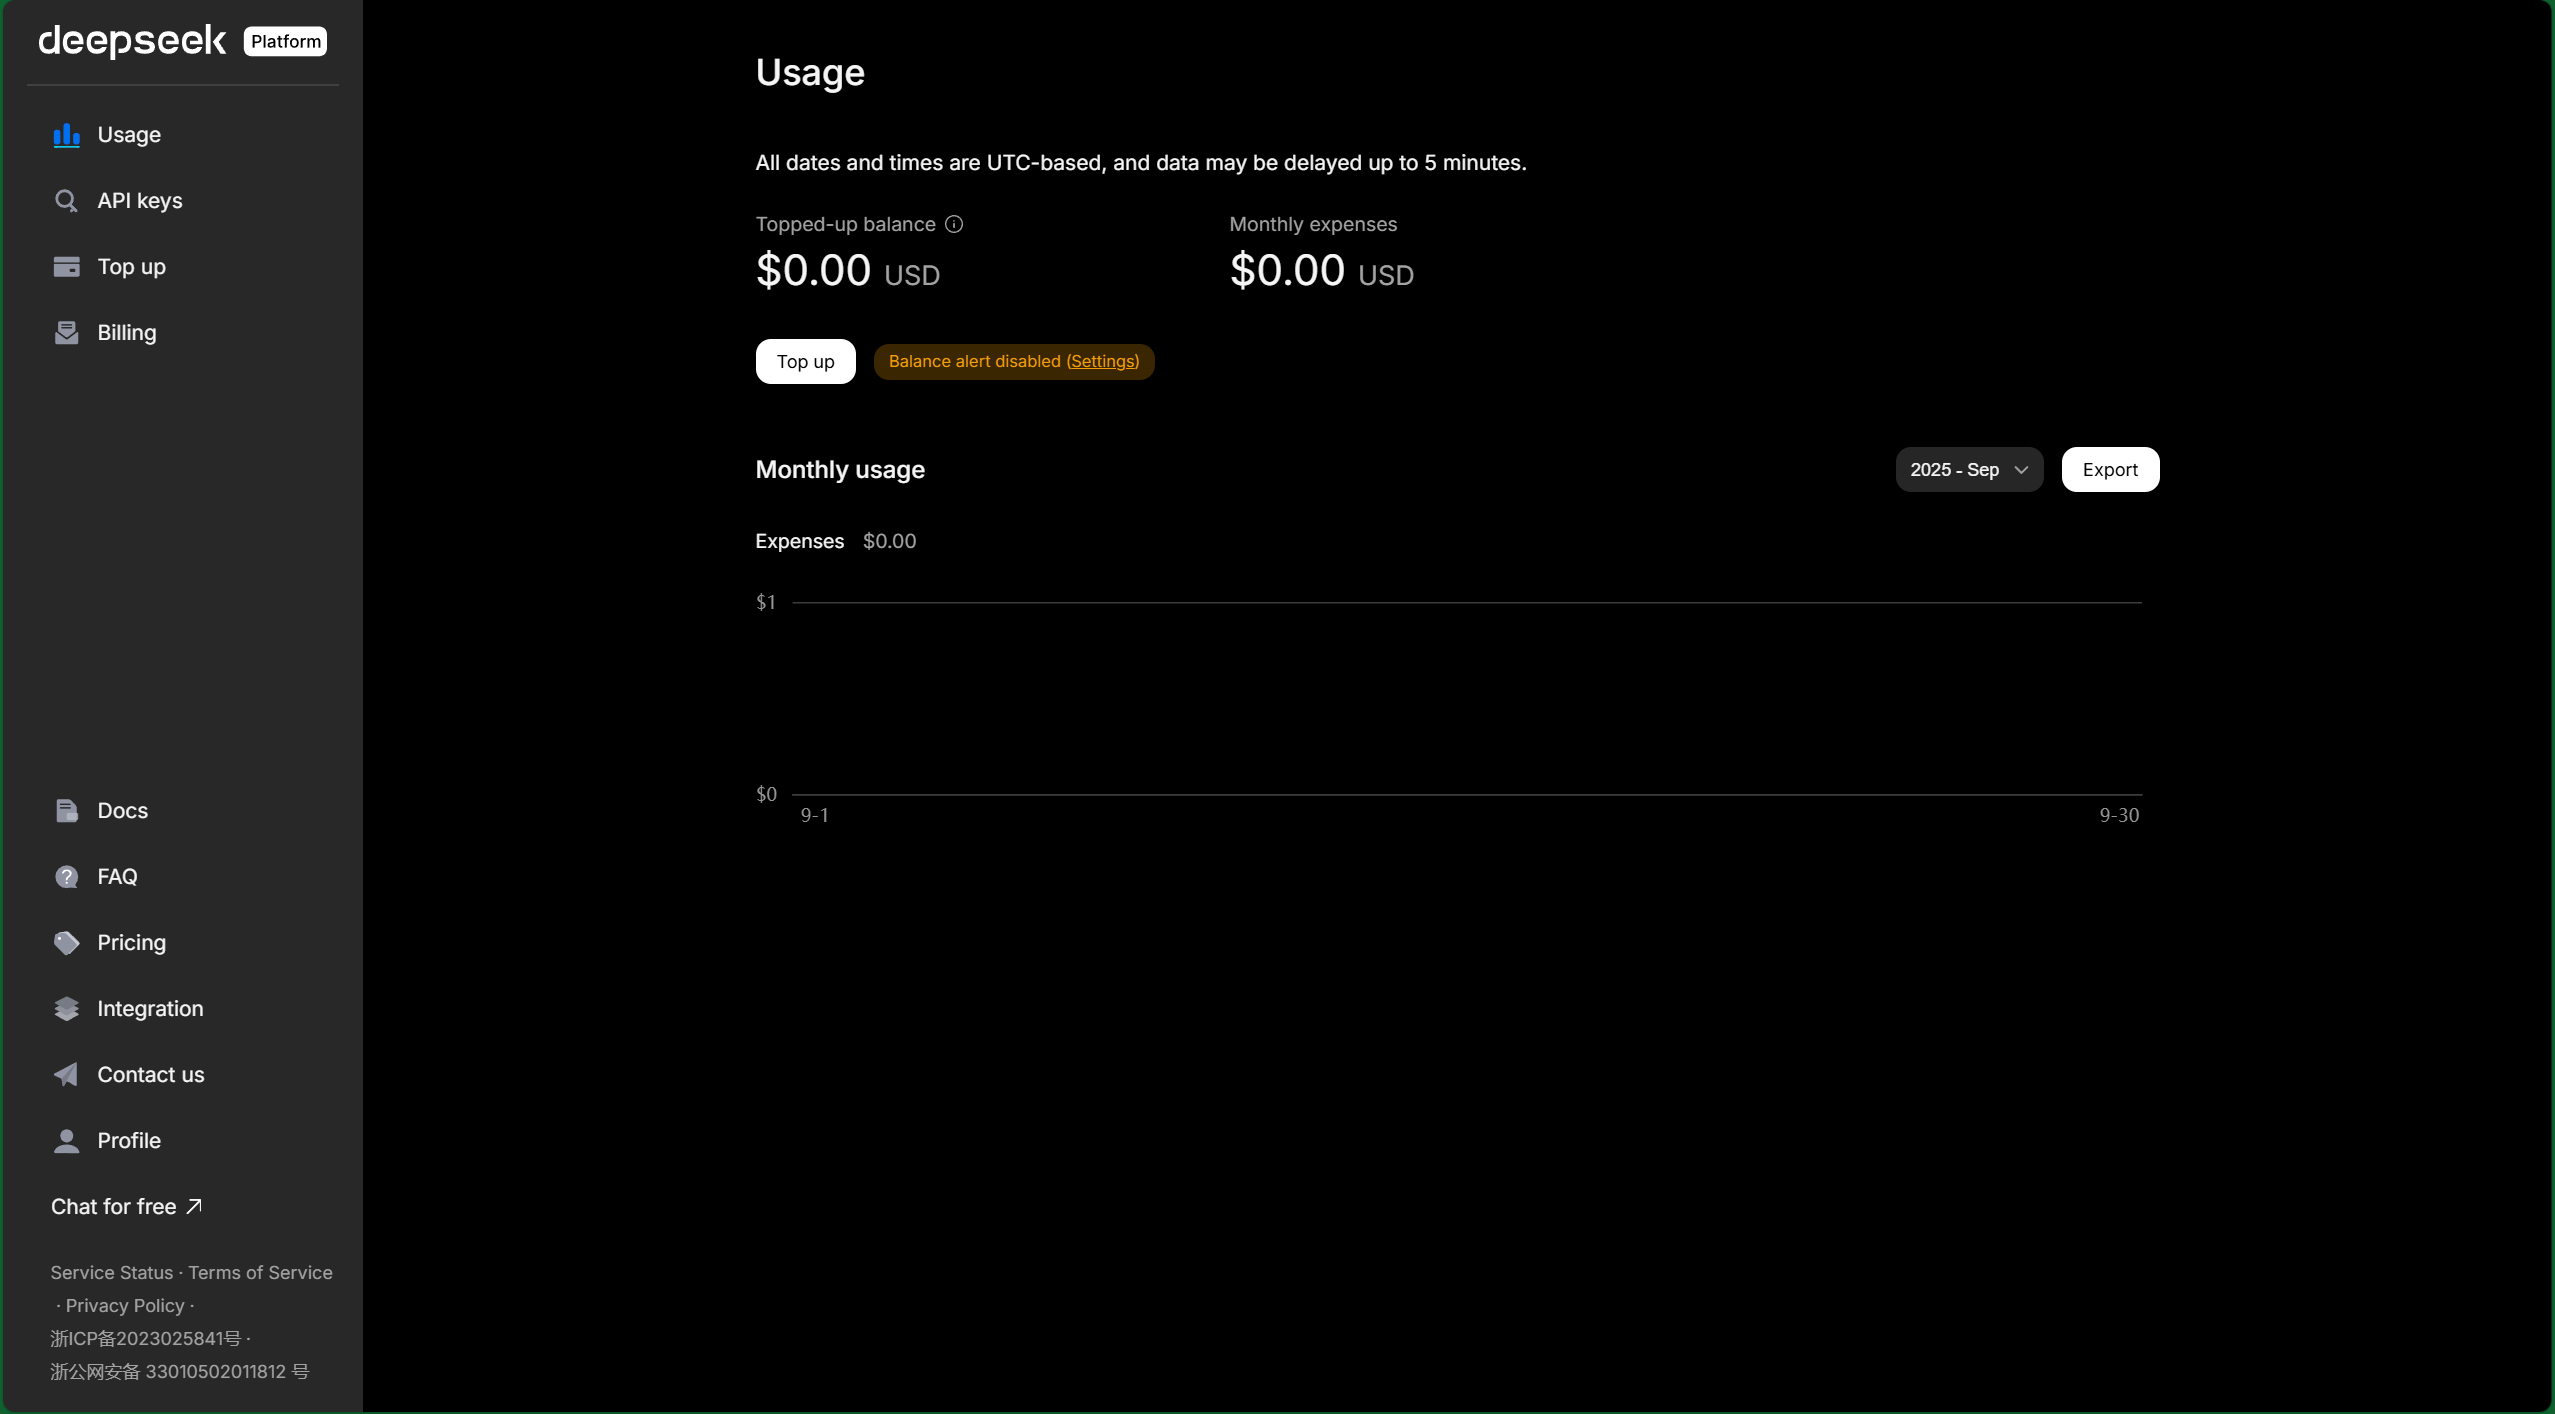 deepseek Platform
Usage
API keys
Top up
Billing
Docs
FAQ
Pricing
Integration
Contact us
Profile
Chat for free
Service Status · Terms of Service
· Privacy Policy ·
浙ICP备2023025841号 ·
浙公网安备 33010502011812 号
Usage
All dates and times are UTC-based, and data may be delayed up to 5 minutes.
Topped-up balance
$0.00 USD
Monthly expenses
$0.00 USD
Top up
Balance alert disabled (Settings)
Monthly usage
2025 - Sep
Export
Expenses $0.00
$1
$0
9-1
9-30